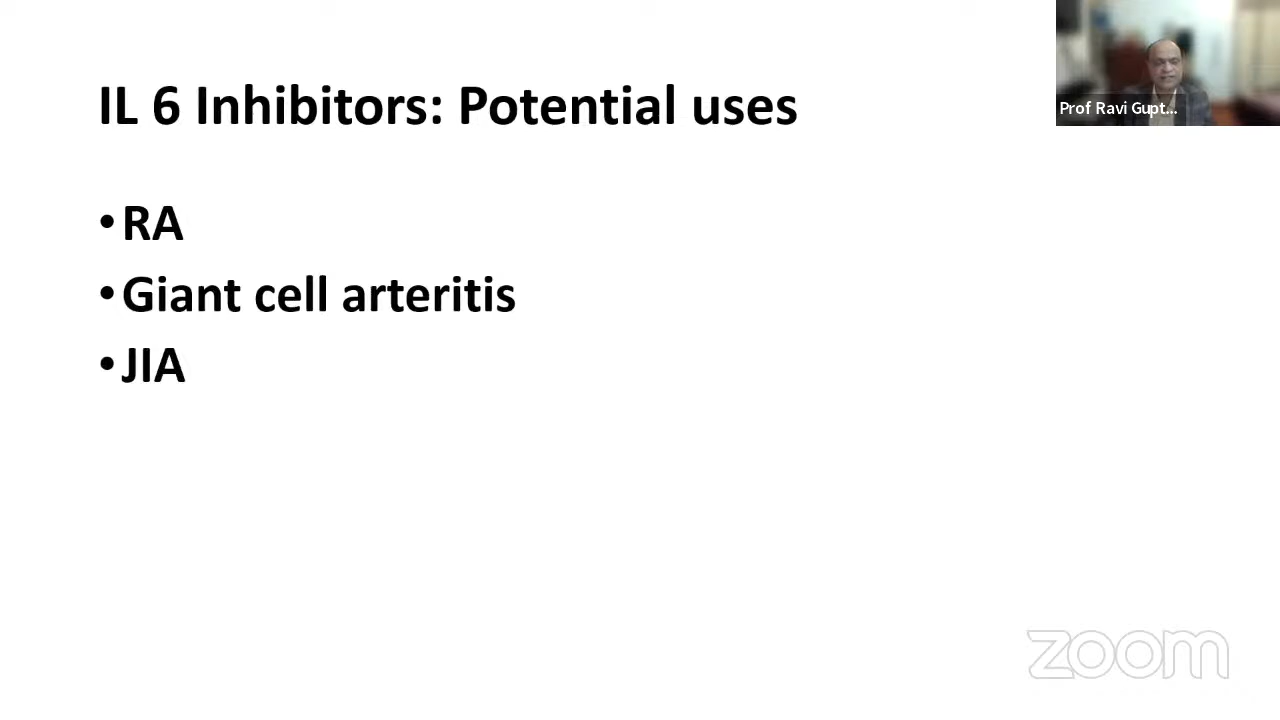 IL 6 Inhibitors: Potential uses
Prof Ravi Gupt...
•RA
•Giant cell arteritis
•JIA
zoom